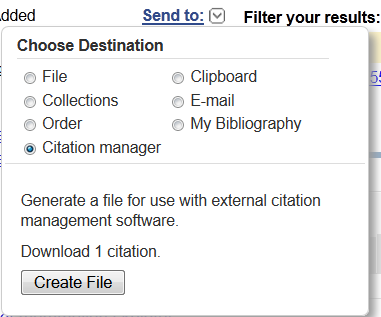 Added Send to: Filter your results:
Choose Destination
File Clipboard
Collections E-mail
Order My Bibliography
Citation manager
Generate a file for use with external citation
management software.
Download 1 citation.
Create File